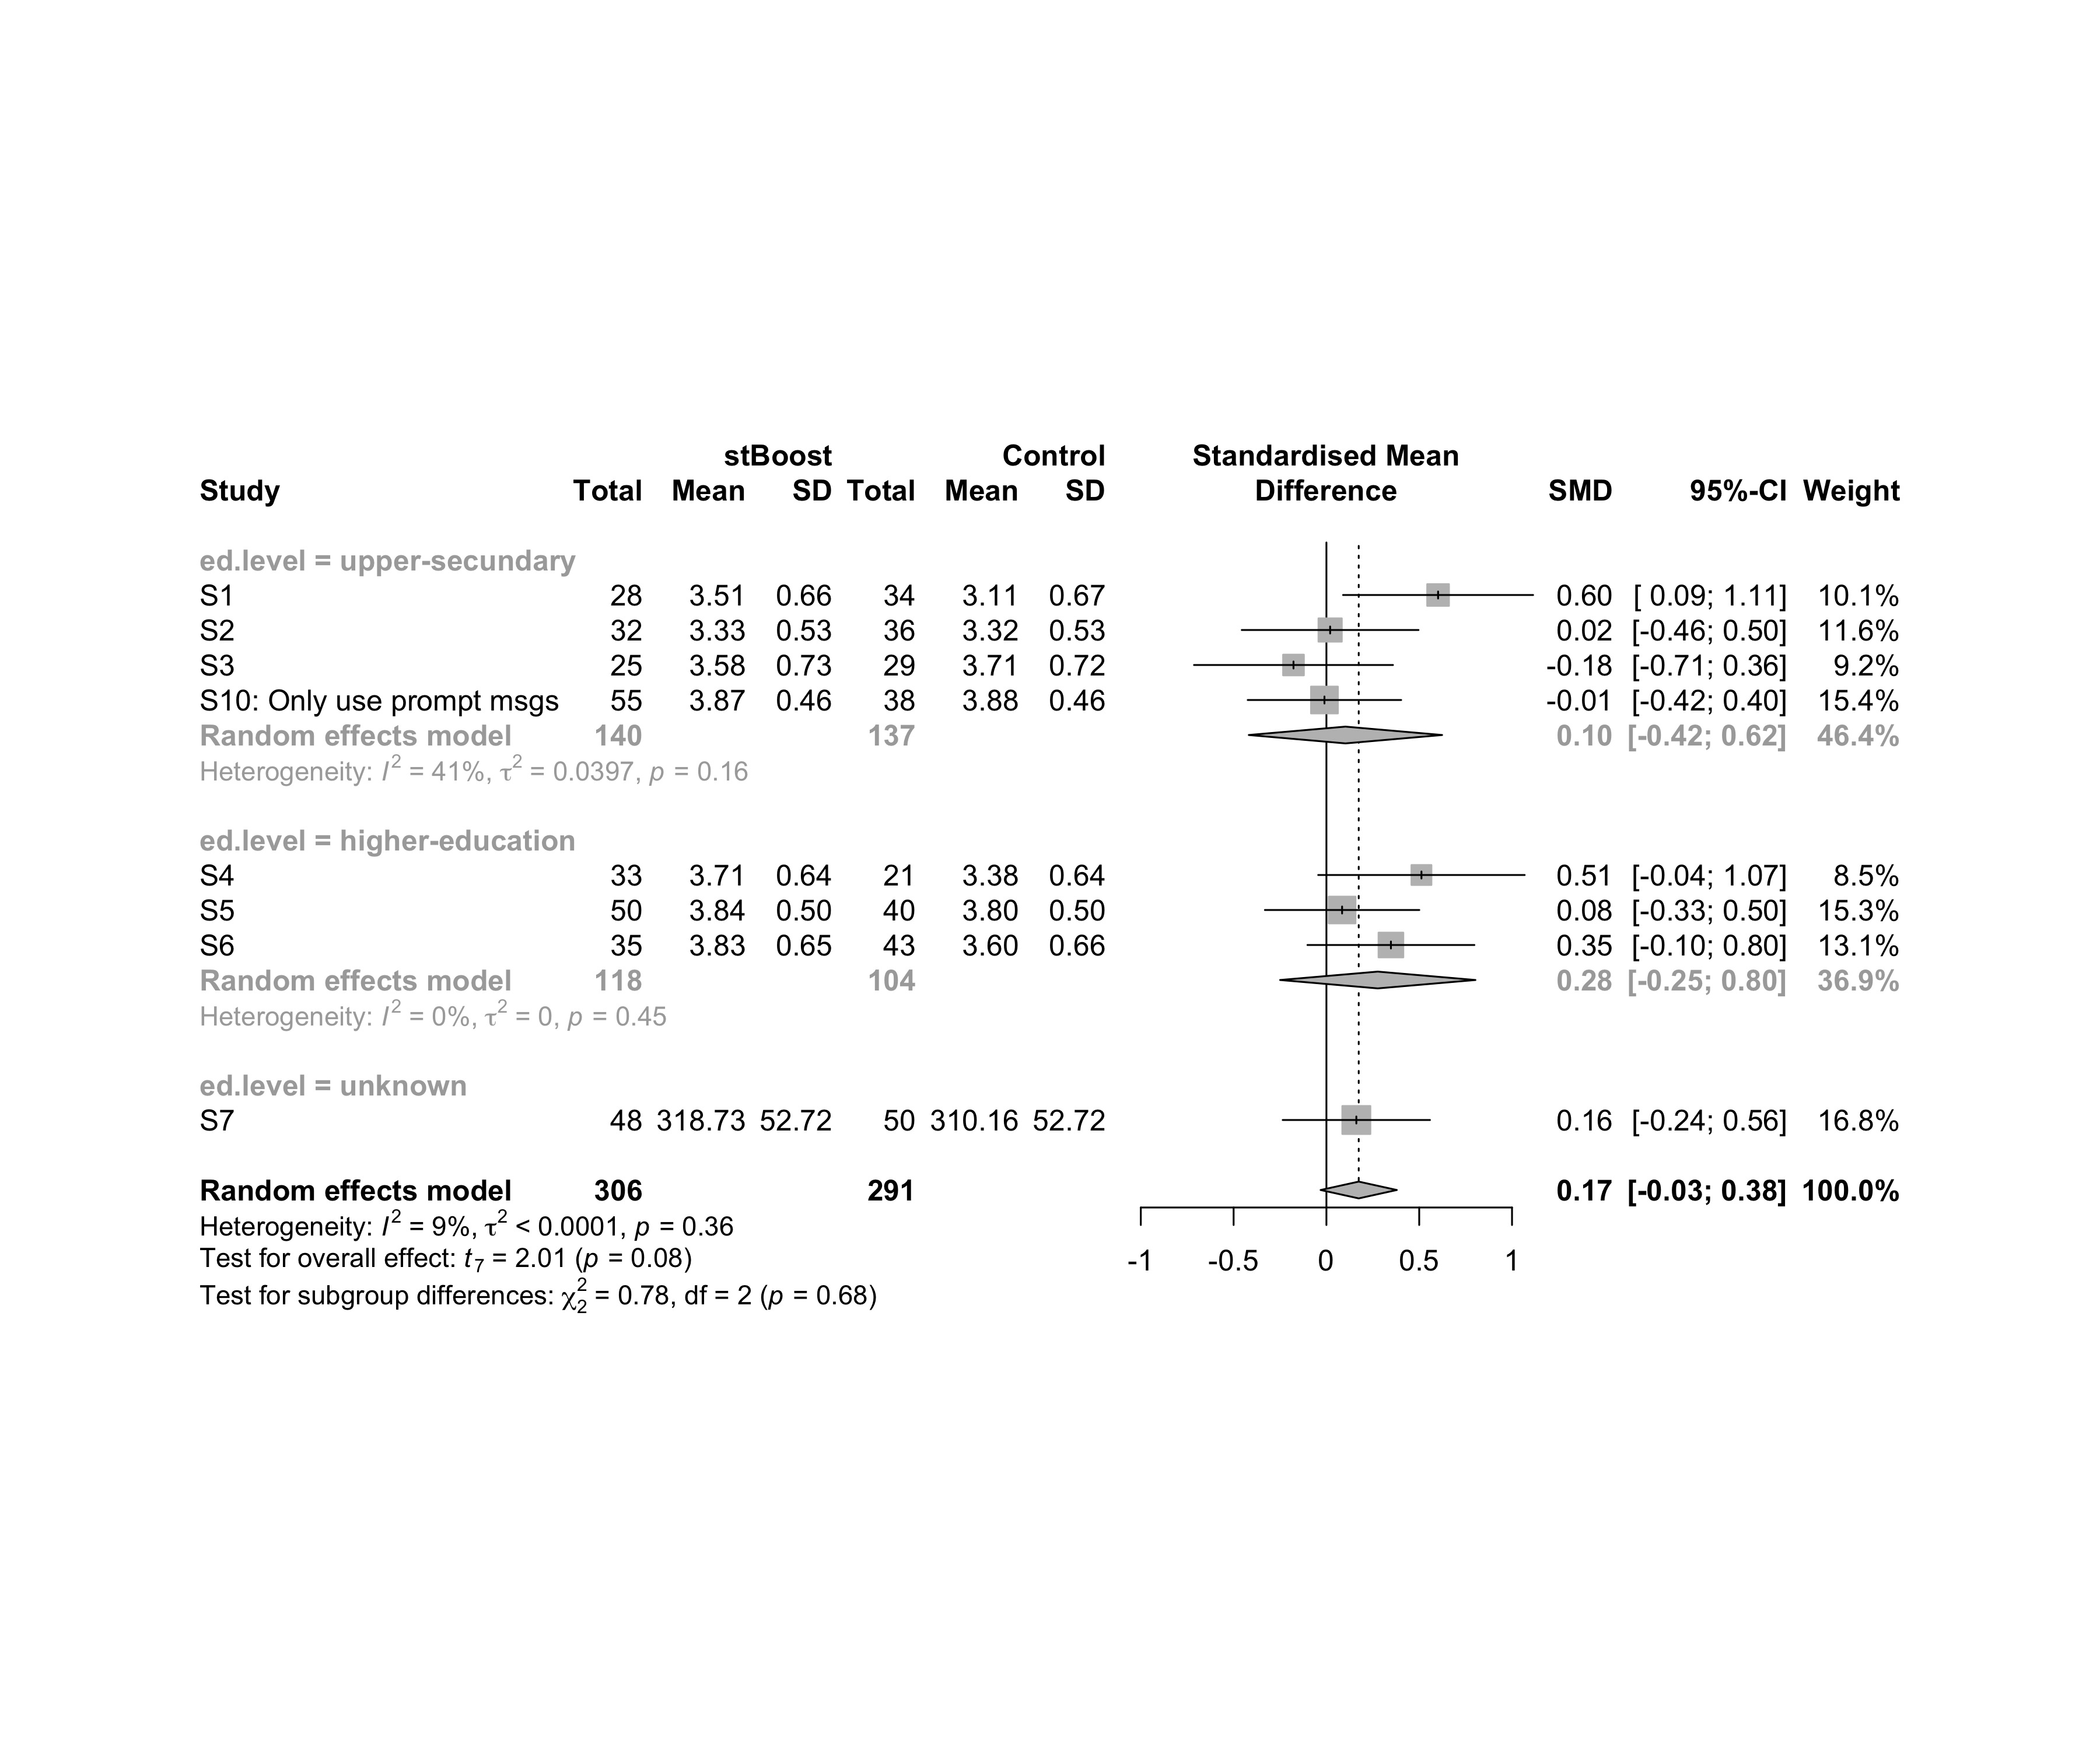 stBoost Control Standardised Mean
Study Total Mean SD Total Mean SD Difference SMD 95%-CI Weight
ed.level = upper-secundary
S1 28 3.51 0.66 34 3.11 0.67 0.60 [ 0.09; 1.11] 10.1%
S2 32 3.33 0.53 36 3.32 0.53 0.02 [-0.46; 0.50] 11.6%
S3 25 3.58 0.73 29 3.71 0.72 -0.18 [-0.71; 0.36] 9.2%
S10: Only use prompt msgs 55 3.87 0.46 38 3.88 0.46 -0.01 [-0.42; 0.40] 15.4%
Random effects model 140 137 0.10 [-0.42; 0.62] 46.4%
Heterogeneity: I² = 41%, τ² = 0.0397, p = 0.16
ed.level = higher-education
S4 33 3.71 0.64 21 3.38 0.64 0.51 [-0.04; 1.07] 8.5%
S5 50 3.84 0.50 40 3.80 0.50 0.08 [-0.33; 0.50] 15.3%
S6 35 3.83 0.65 43 3.60 0.66 0.35 [-0.10; 0.80] 13.1%
Random effects model 118 104 0.28 [-0.25; 0.80] 36.9%
Heterogeneity: I² = 0%, τ² = 0, p = 0.45
ed.level = unknown
S7 48 318.73 52.72 50 310.16 52.72 0.16 [-0.24; 0.56] 16.8%
Random effects model 306 291 0.17 [-0.03; 0.38] 100.0%
Heterogeneity: I² = 9%, τ² < 0.0001, p = 0.36
Test for overall effect: t₇ = 2.01 (p = 0.08)
-1 -0.5 0 0.5 1
Test for subgroup differences: χ²₂ = 0.78, df = 2 (p = 0.68)